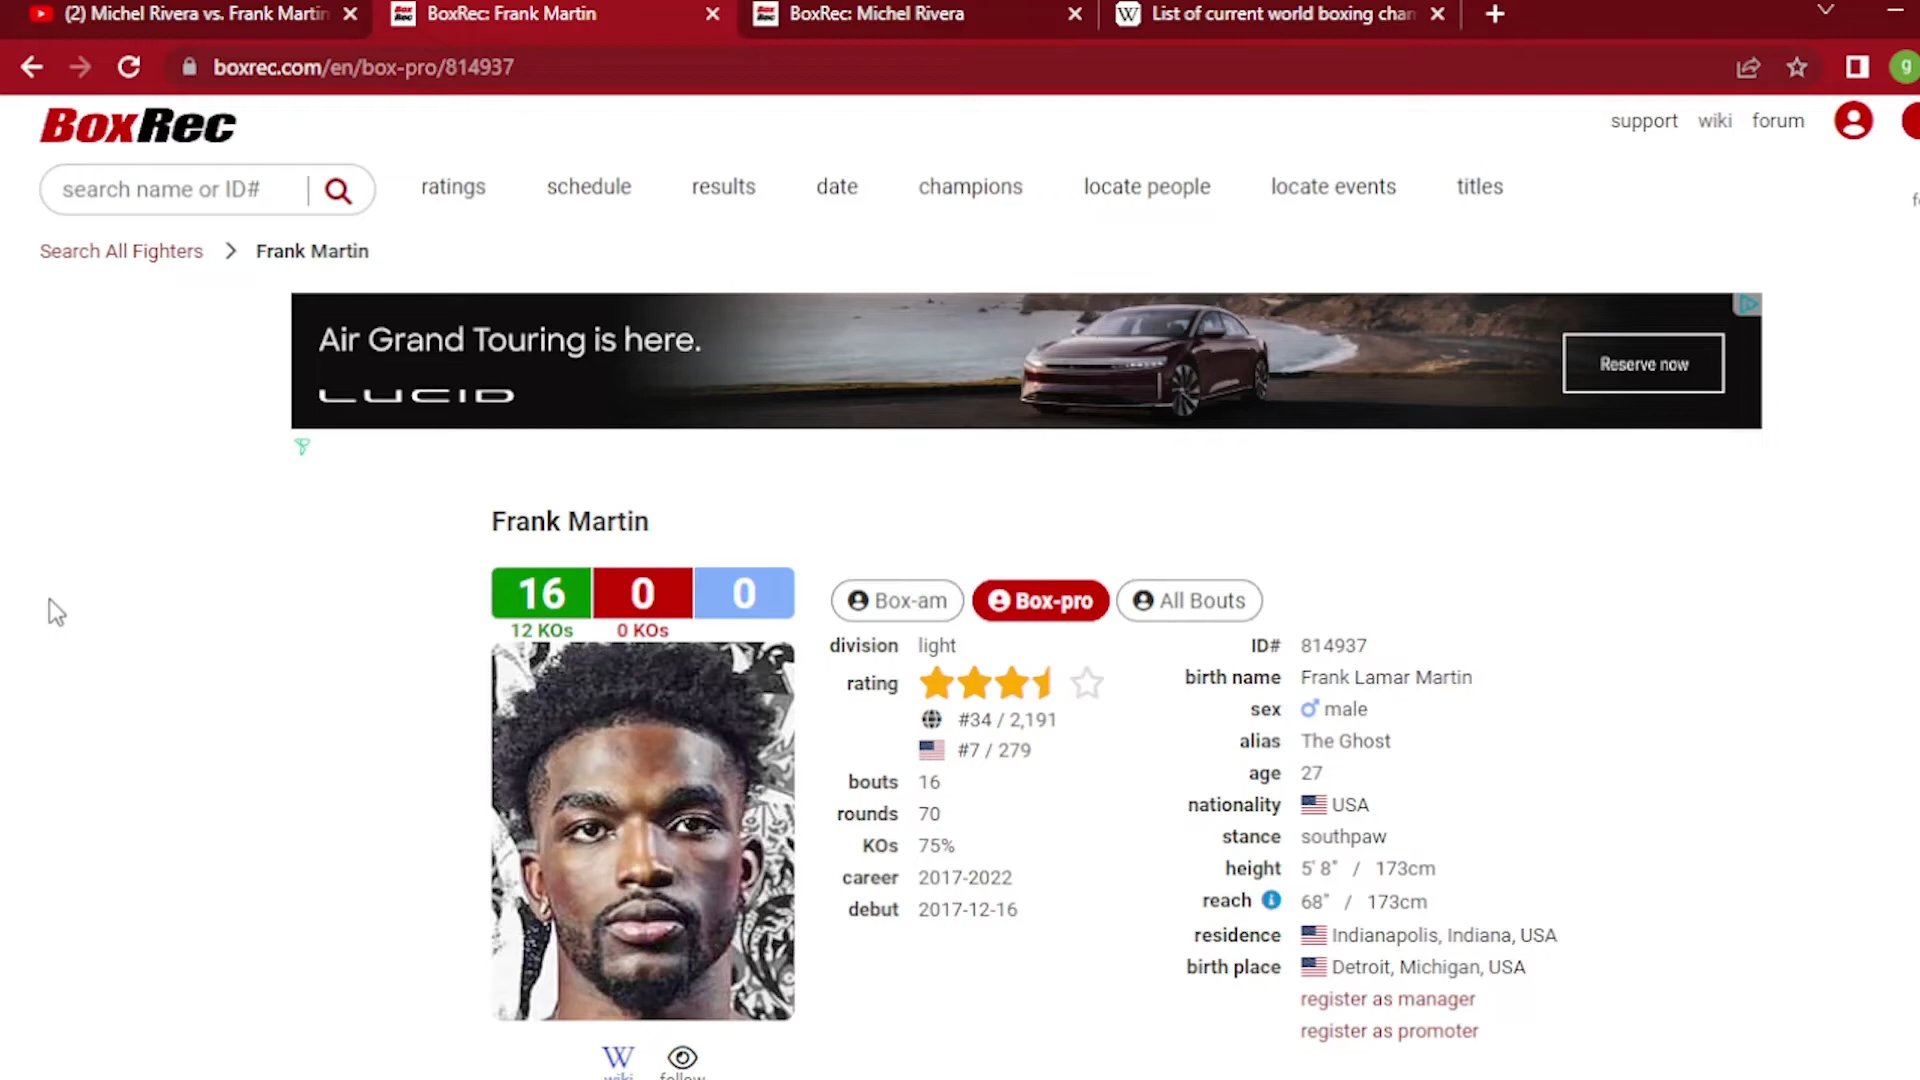 (2) Michel Rivera vs. Frank Martin
BoxRec: Frank Martin
BoxRec: Michel Rivera
List of current world boxing cham
boxrec.com/en/box-pro/814937
g
BoxRec
support
wiki
forum
search name or ID#
ratings
schedule
results
date
champions
locate people
locate events
titles
Search All Fighters > Frank Martin
Air Grand Touring is here.
LUCID
Reserve now
Frank Martin
16 0 0
12 KOs 0 KOs
Box-am
Box-pro
All Bouts
division light
rating
#34 / 2,191
#7 / 279
bouts 16
rounds 70
KOs 75%
career 2017-2022
debut 2017-12-16
ID# 814937
birth name Frank Lamar Martin
sex male
alias The Ghost
age 27
nationality USA
stance southpaw
height 5' 8" / 173cm
reach 68" / 173cm
residence Indianapolis, Indiana, USA
birth place Detroit, Michigan, USA
register as manager
register as promoter
W
wiki
follow